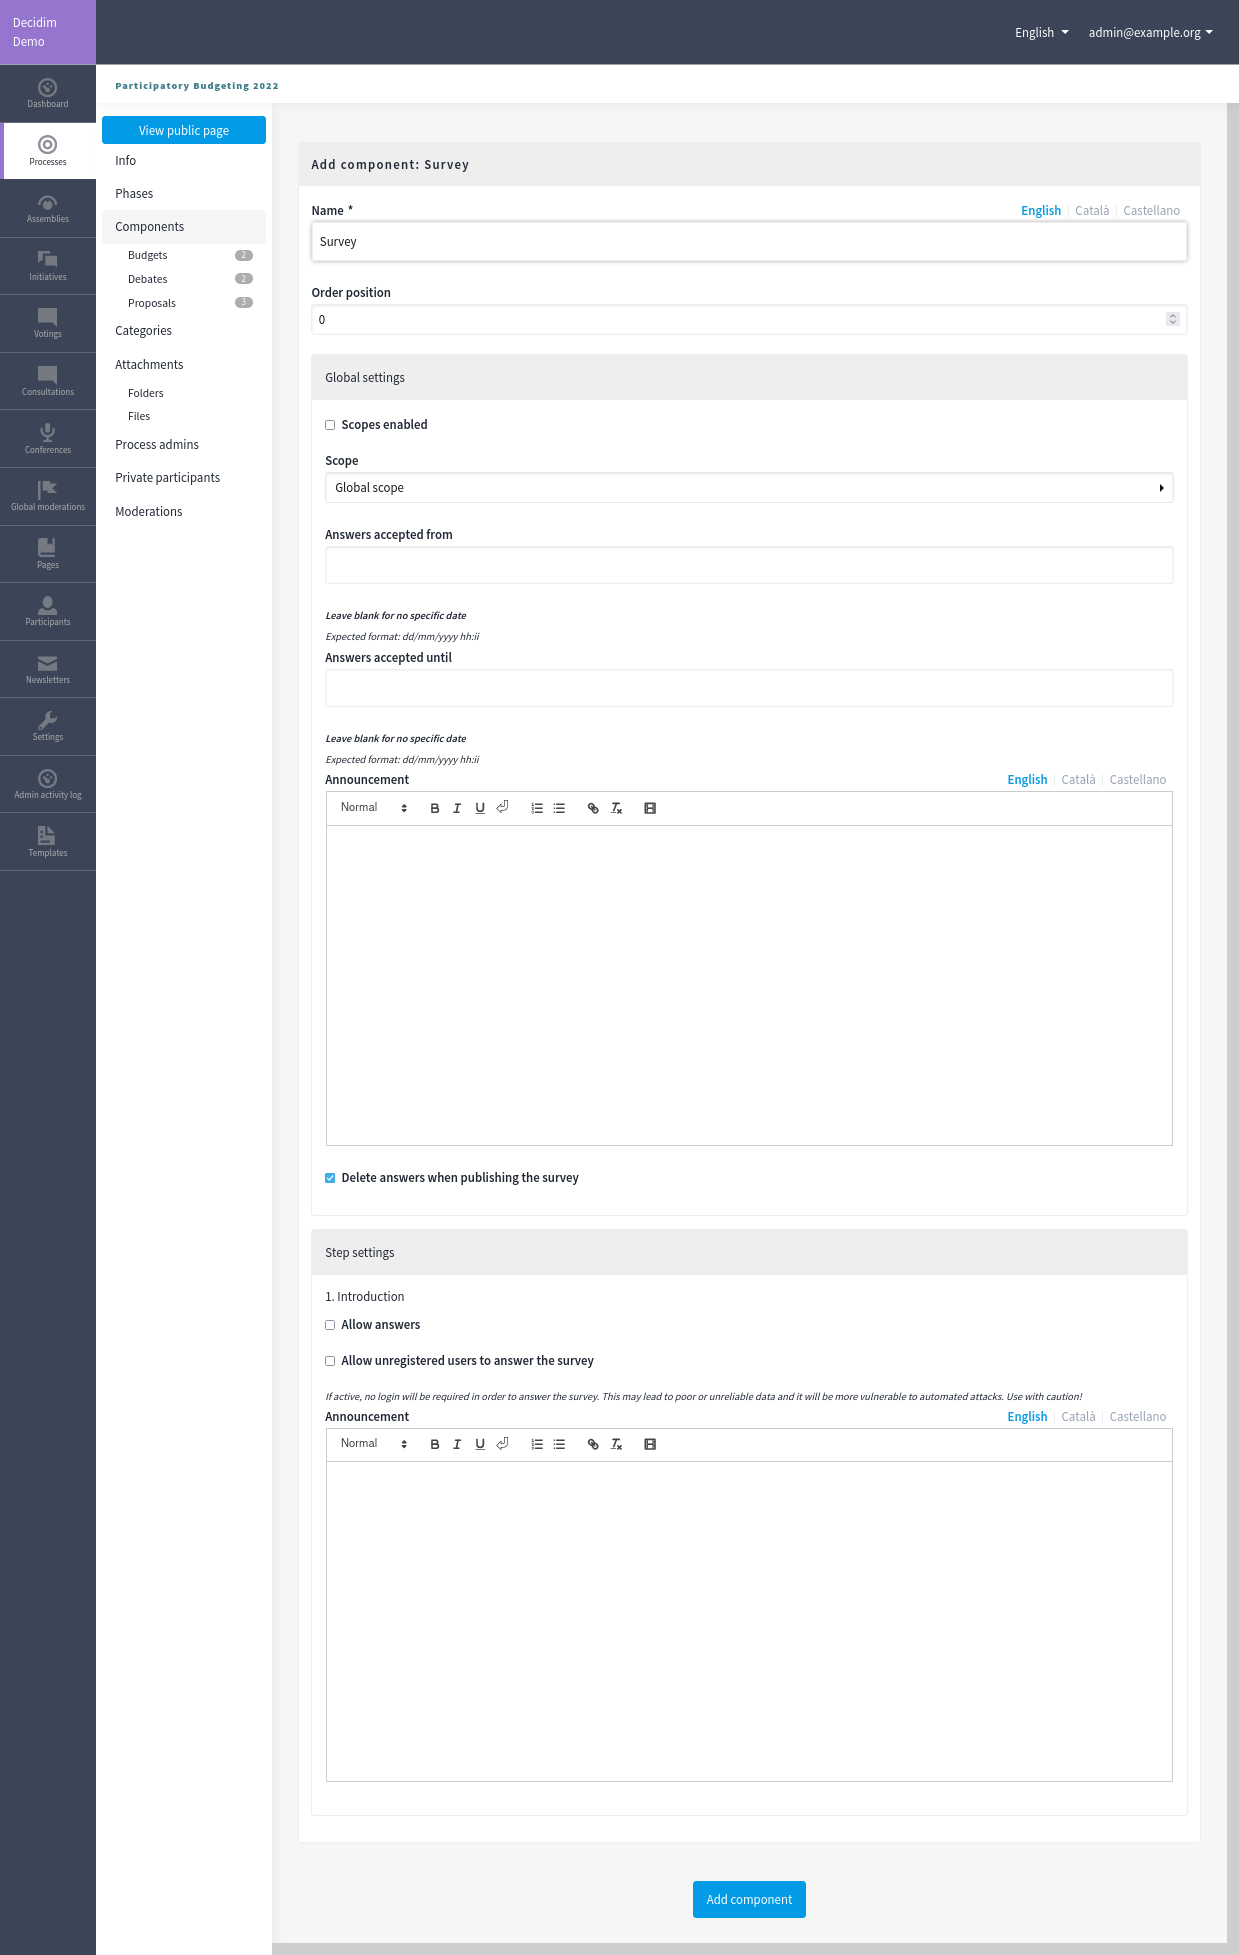 Decidim
Demo
English
admin@example.org
Participatory Budgeting 2022
Dashboard
Processes
Assemblies
Initiatives
Votings
Consultations
Conferences
Global moderations
Pages
Participants
Newsletters
Settings
Admin activity log
Templates
View public page
Info
Phases
Components
Budgets 2
Debates 2
Proposals 3
Categories
Attachments
Folders
Files
Process admins
Private participants
Moderations
Add component: Survey
Name *
English Català Castellano
Survey
Order position
0
Global settings
Scopes enabled
Scope
Global scope
Answers accepted from
Leave blank for no specific date
Expected format: dd/mm/yyyy hh:ii
Answers accepted until
Leave blank for no specific date
Expected format: dd/mm/yyyy hh:ii
Announcement
English Català Castellano
Normal
Delete answers when publishing the survey
Step settings
1. Introduction
Allow answers
Allow unregistered users to answer the survey
If active, no login will be required in order to answer the survey. This may lead to poor or unreliable data and it will be more vulnerable to automated attacks. Use with caution!
Announcement
English Català Castellano
Normal
Add component